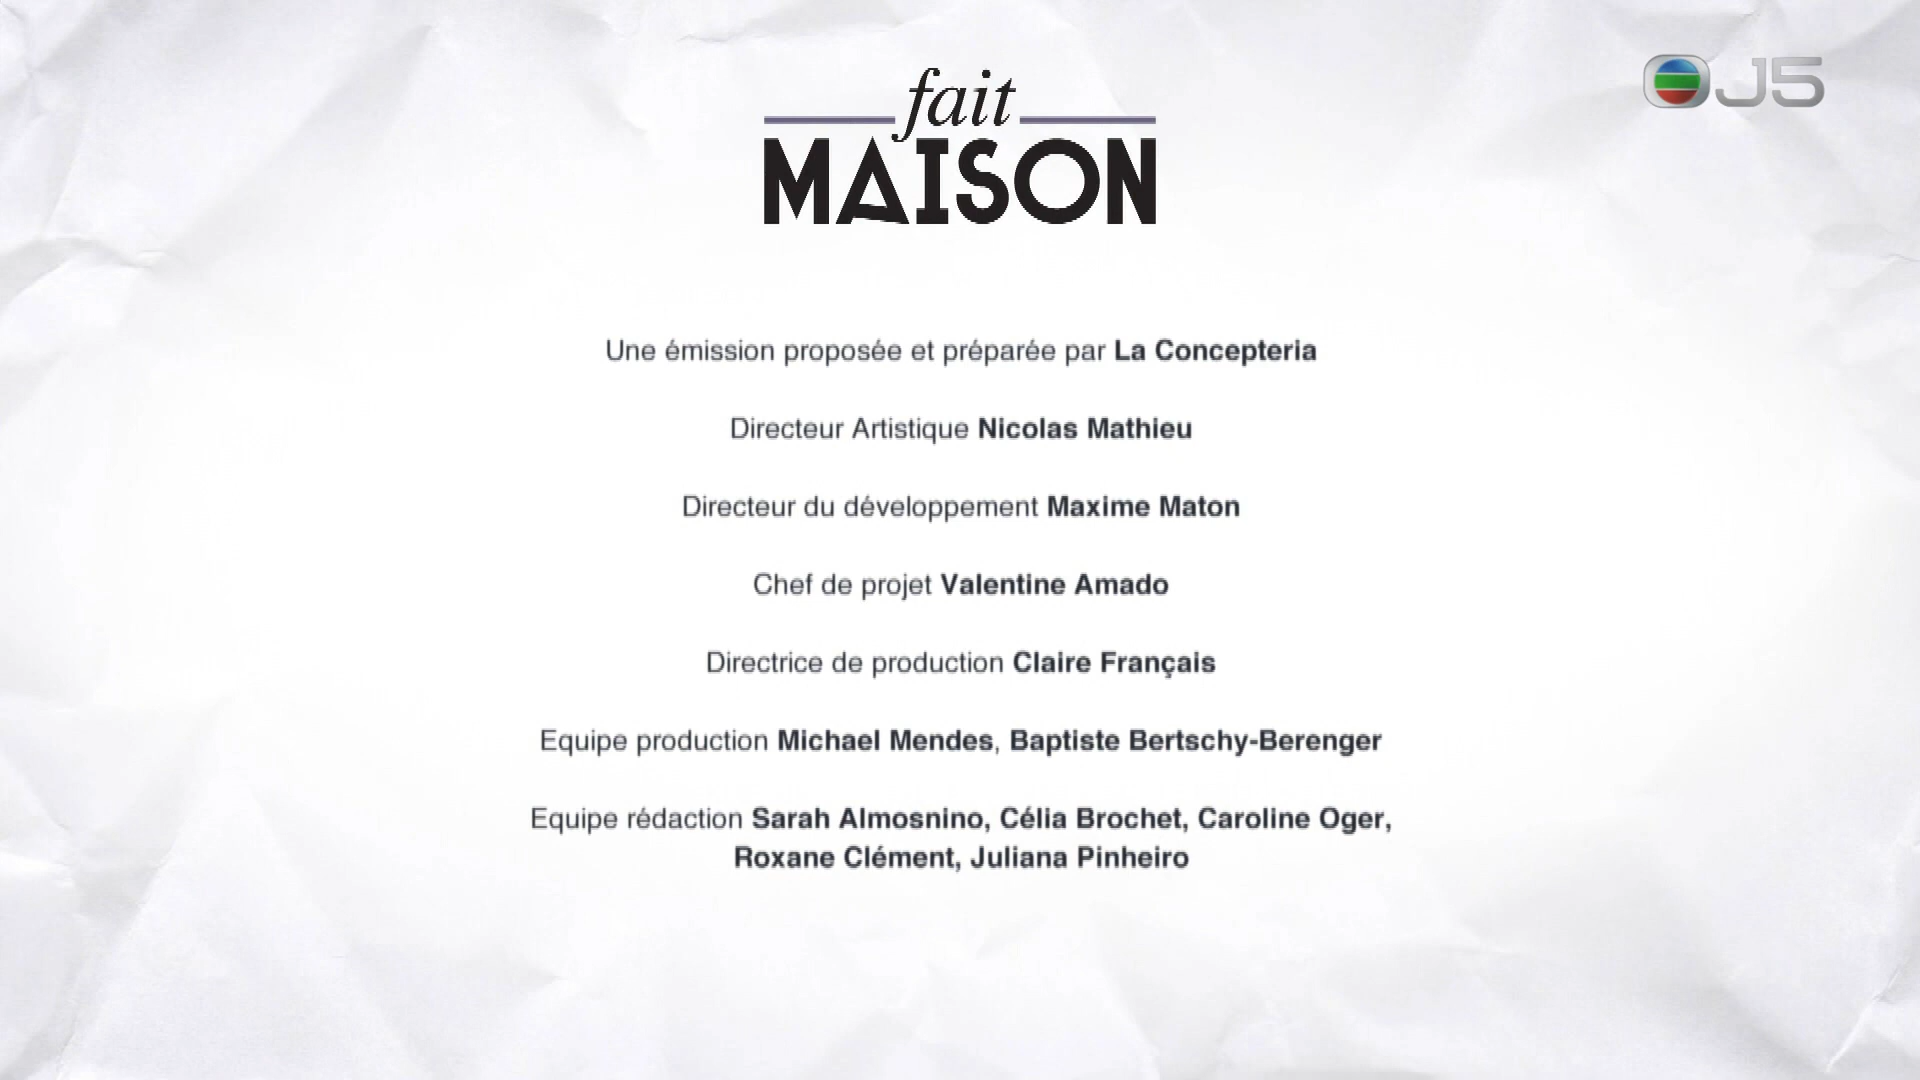 fait
MAISON
J5
Une émission proposée et préparée par La Concepteria
Directeur Artistique Nicolas Mathieu
Directeur du développement Maxime Maton
Chef de projet Valentine Amado
Directrice de production Claire Français
Equipe production Michael Mendes, Baptiste Bertschy-Berenger
Equipe rédaction Sarah Almosnino, Célia Brochet, Caroline Oger,
Roxane Clément, Juliana Pinheiro